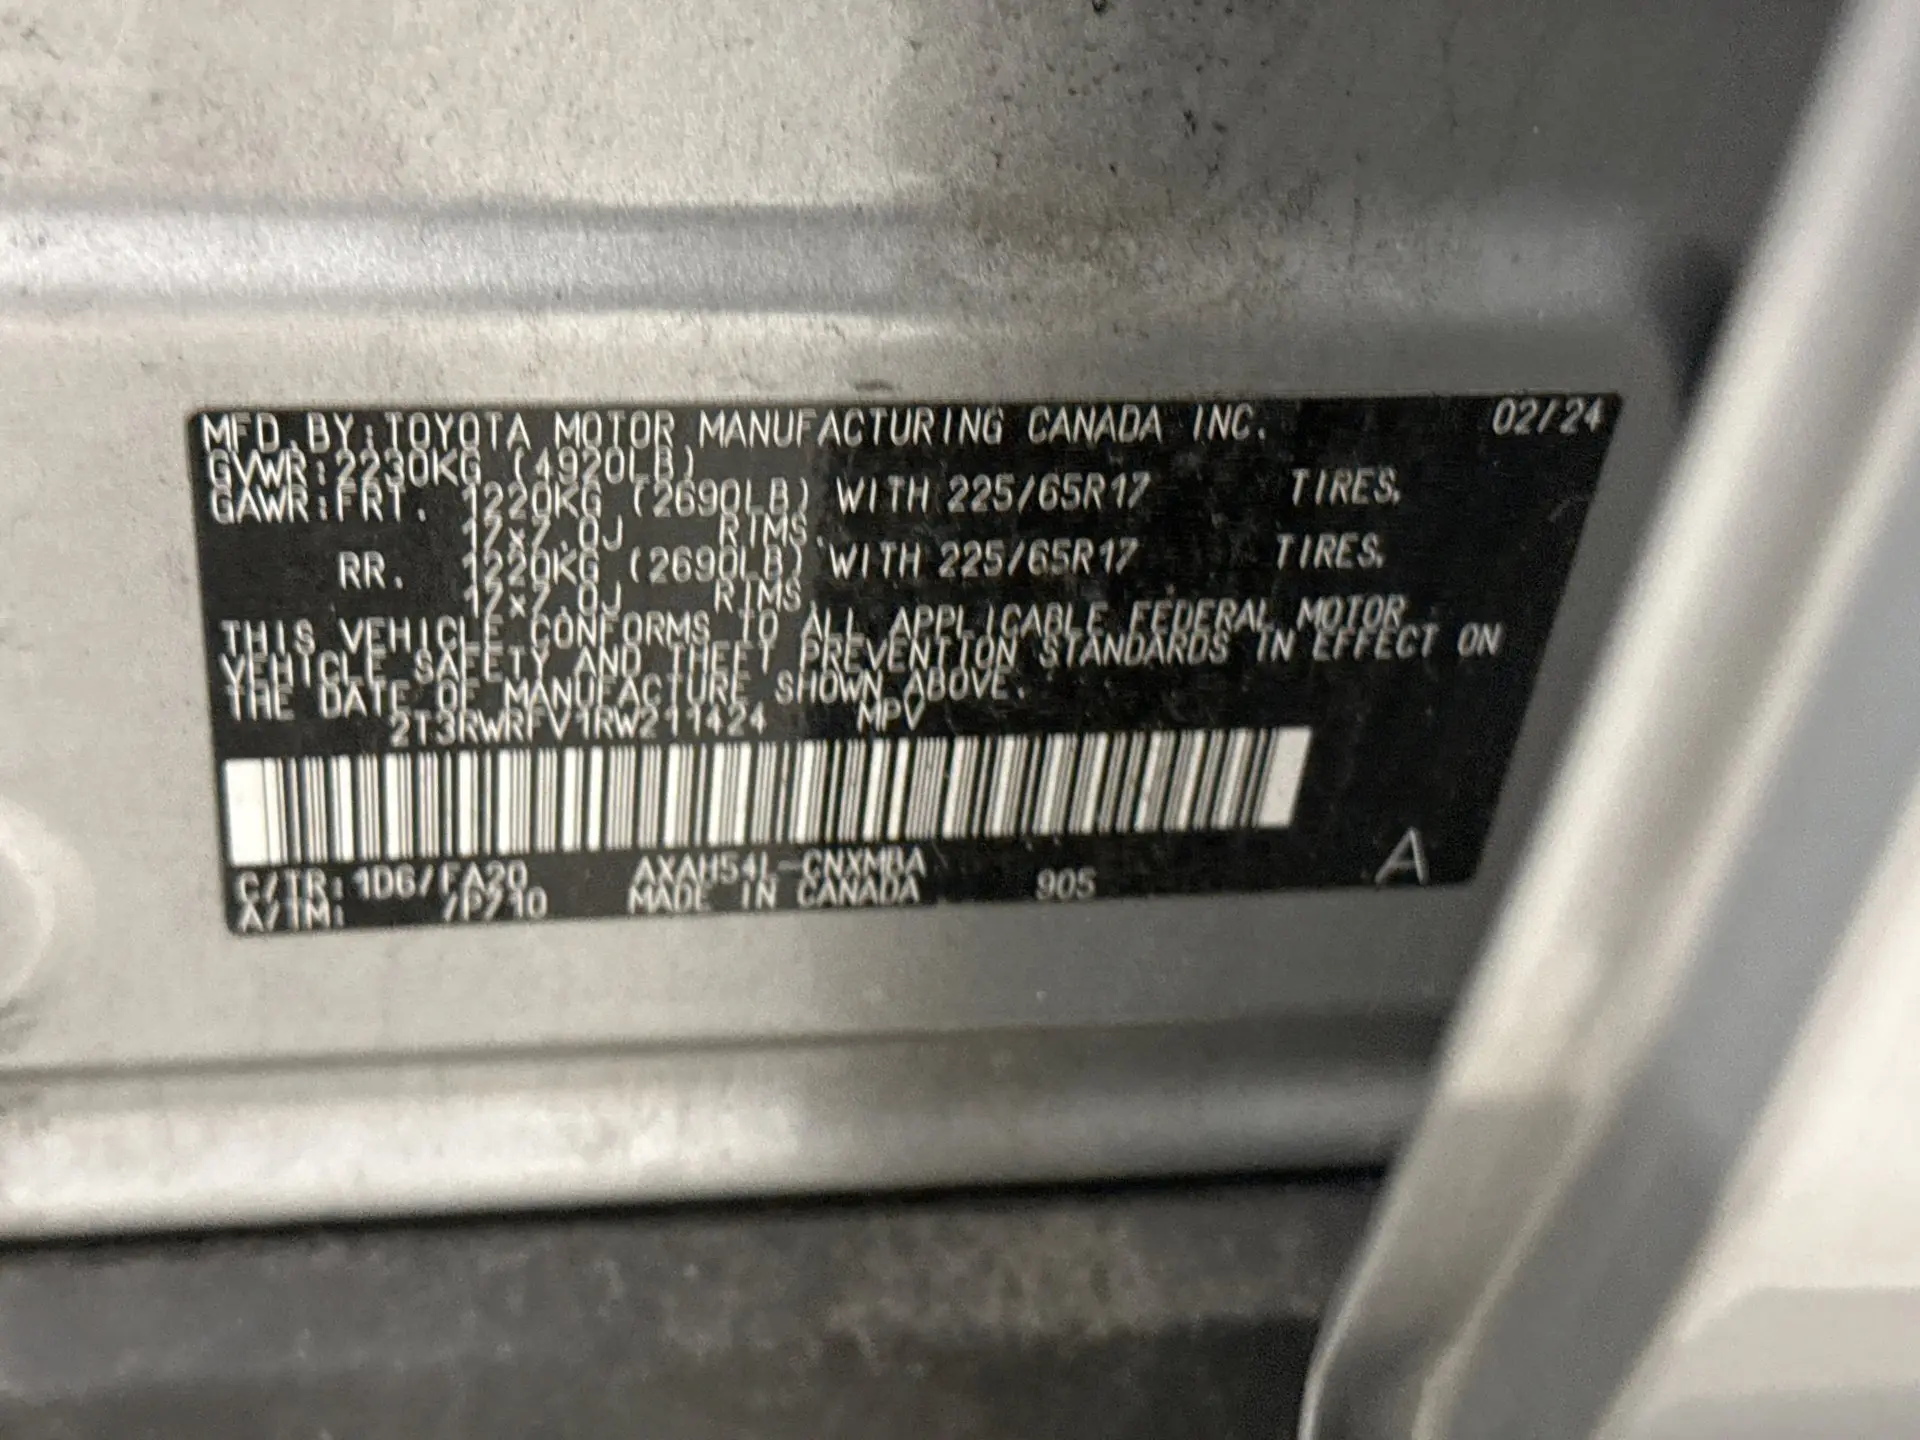 MFD. BY: TOYOTA MOTOR MANUFACTURING CANADA INC. 02/24
GVWR: 2230KG (4920LB)
GAWR: FRT. 1220KG (2690LB) WITH 225/65R17 TIRES,
17x7.0J RIMS,
RR. 1220KG (2690LB) WITH 225/65R17 TIRES,
17x7.0J RIMS,
THIS VEHICLE CONFORMS TO ALL APPLICABLE FEDERAL MOTOR
VEHICLE SAFETY AND THEFT PREVENTION STANDARDS IN EFFECT ON
THE DATE OF MANUFACTURE SHOWN ABOVE.
2T3RWRFV1RW211424 MPV
C/TR: 1D6/FA20 AXAH54L-CNXMBA
A/TM: /P710 MADE IN CANADA 905 A